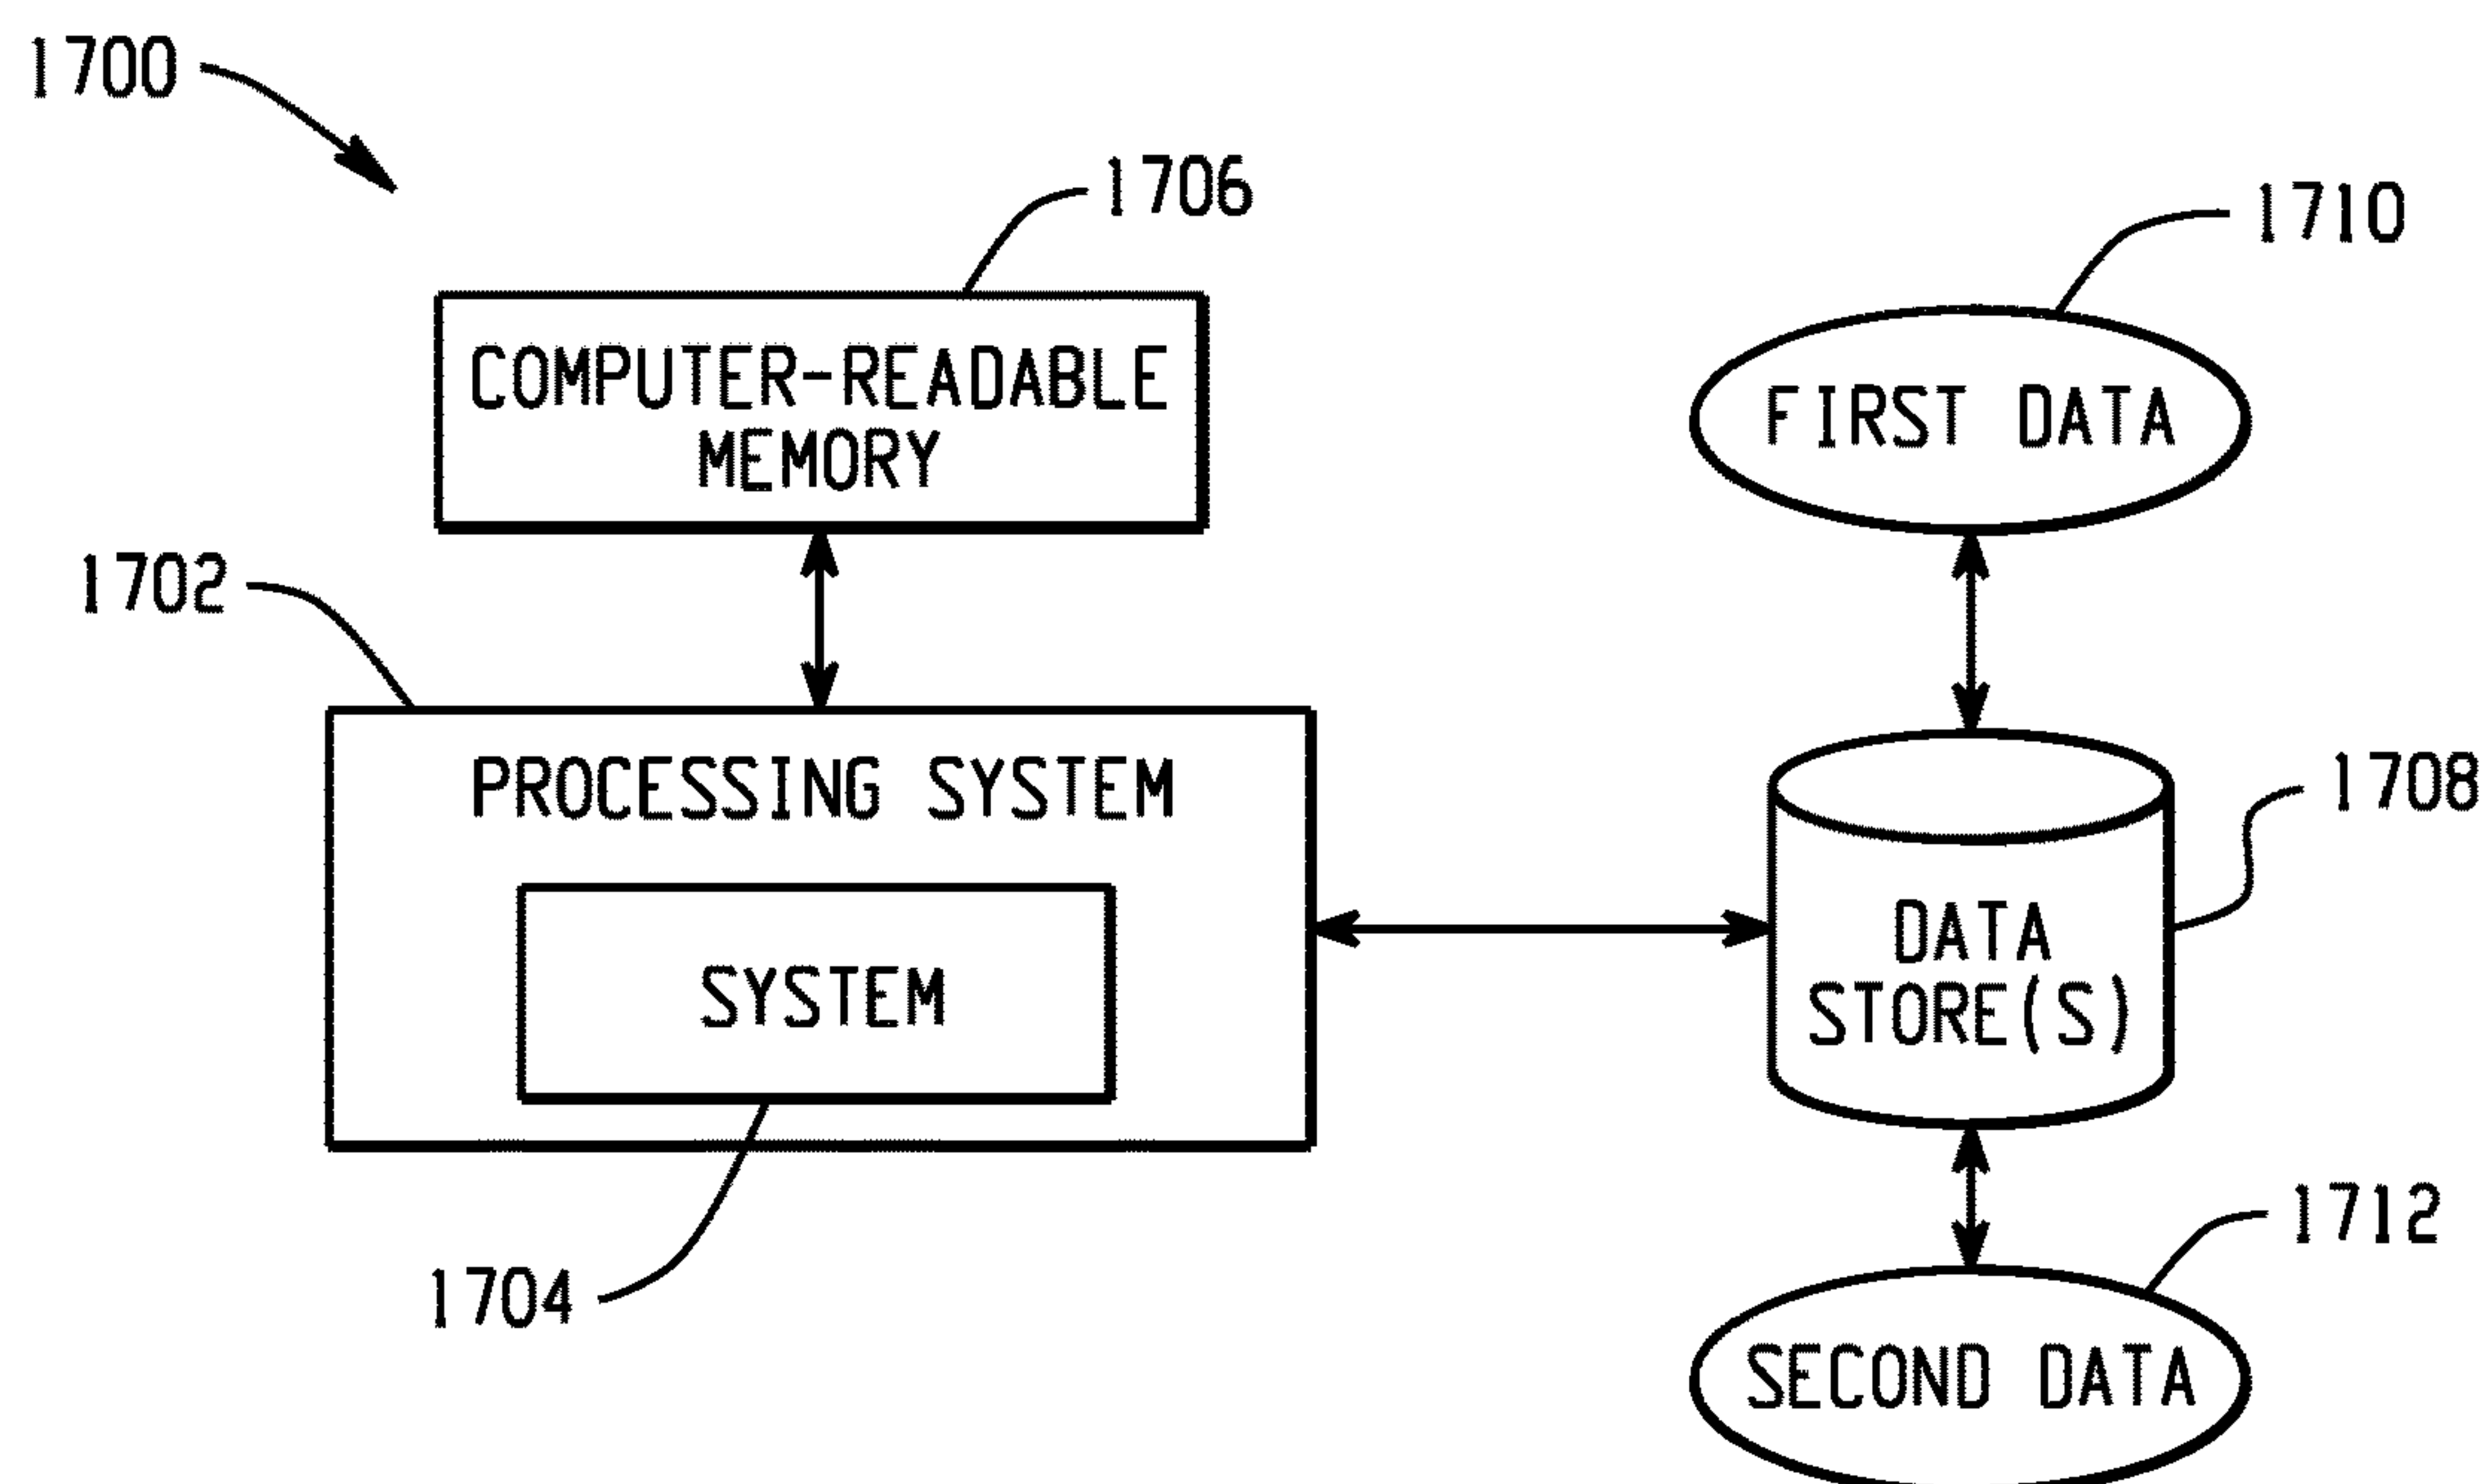 1700
1706
1710
COMPUTER-READABLE
MEMORY
FIRST DATA
1702
PROCESSING SYSTEM
1708
SYSTEM
DATA
STORE(S)
1704
1712
SECOND DATA